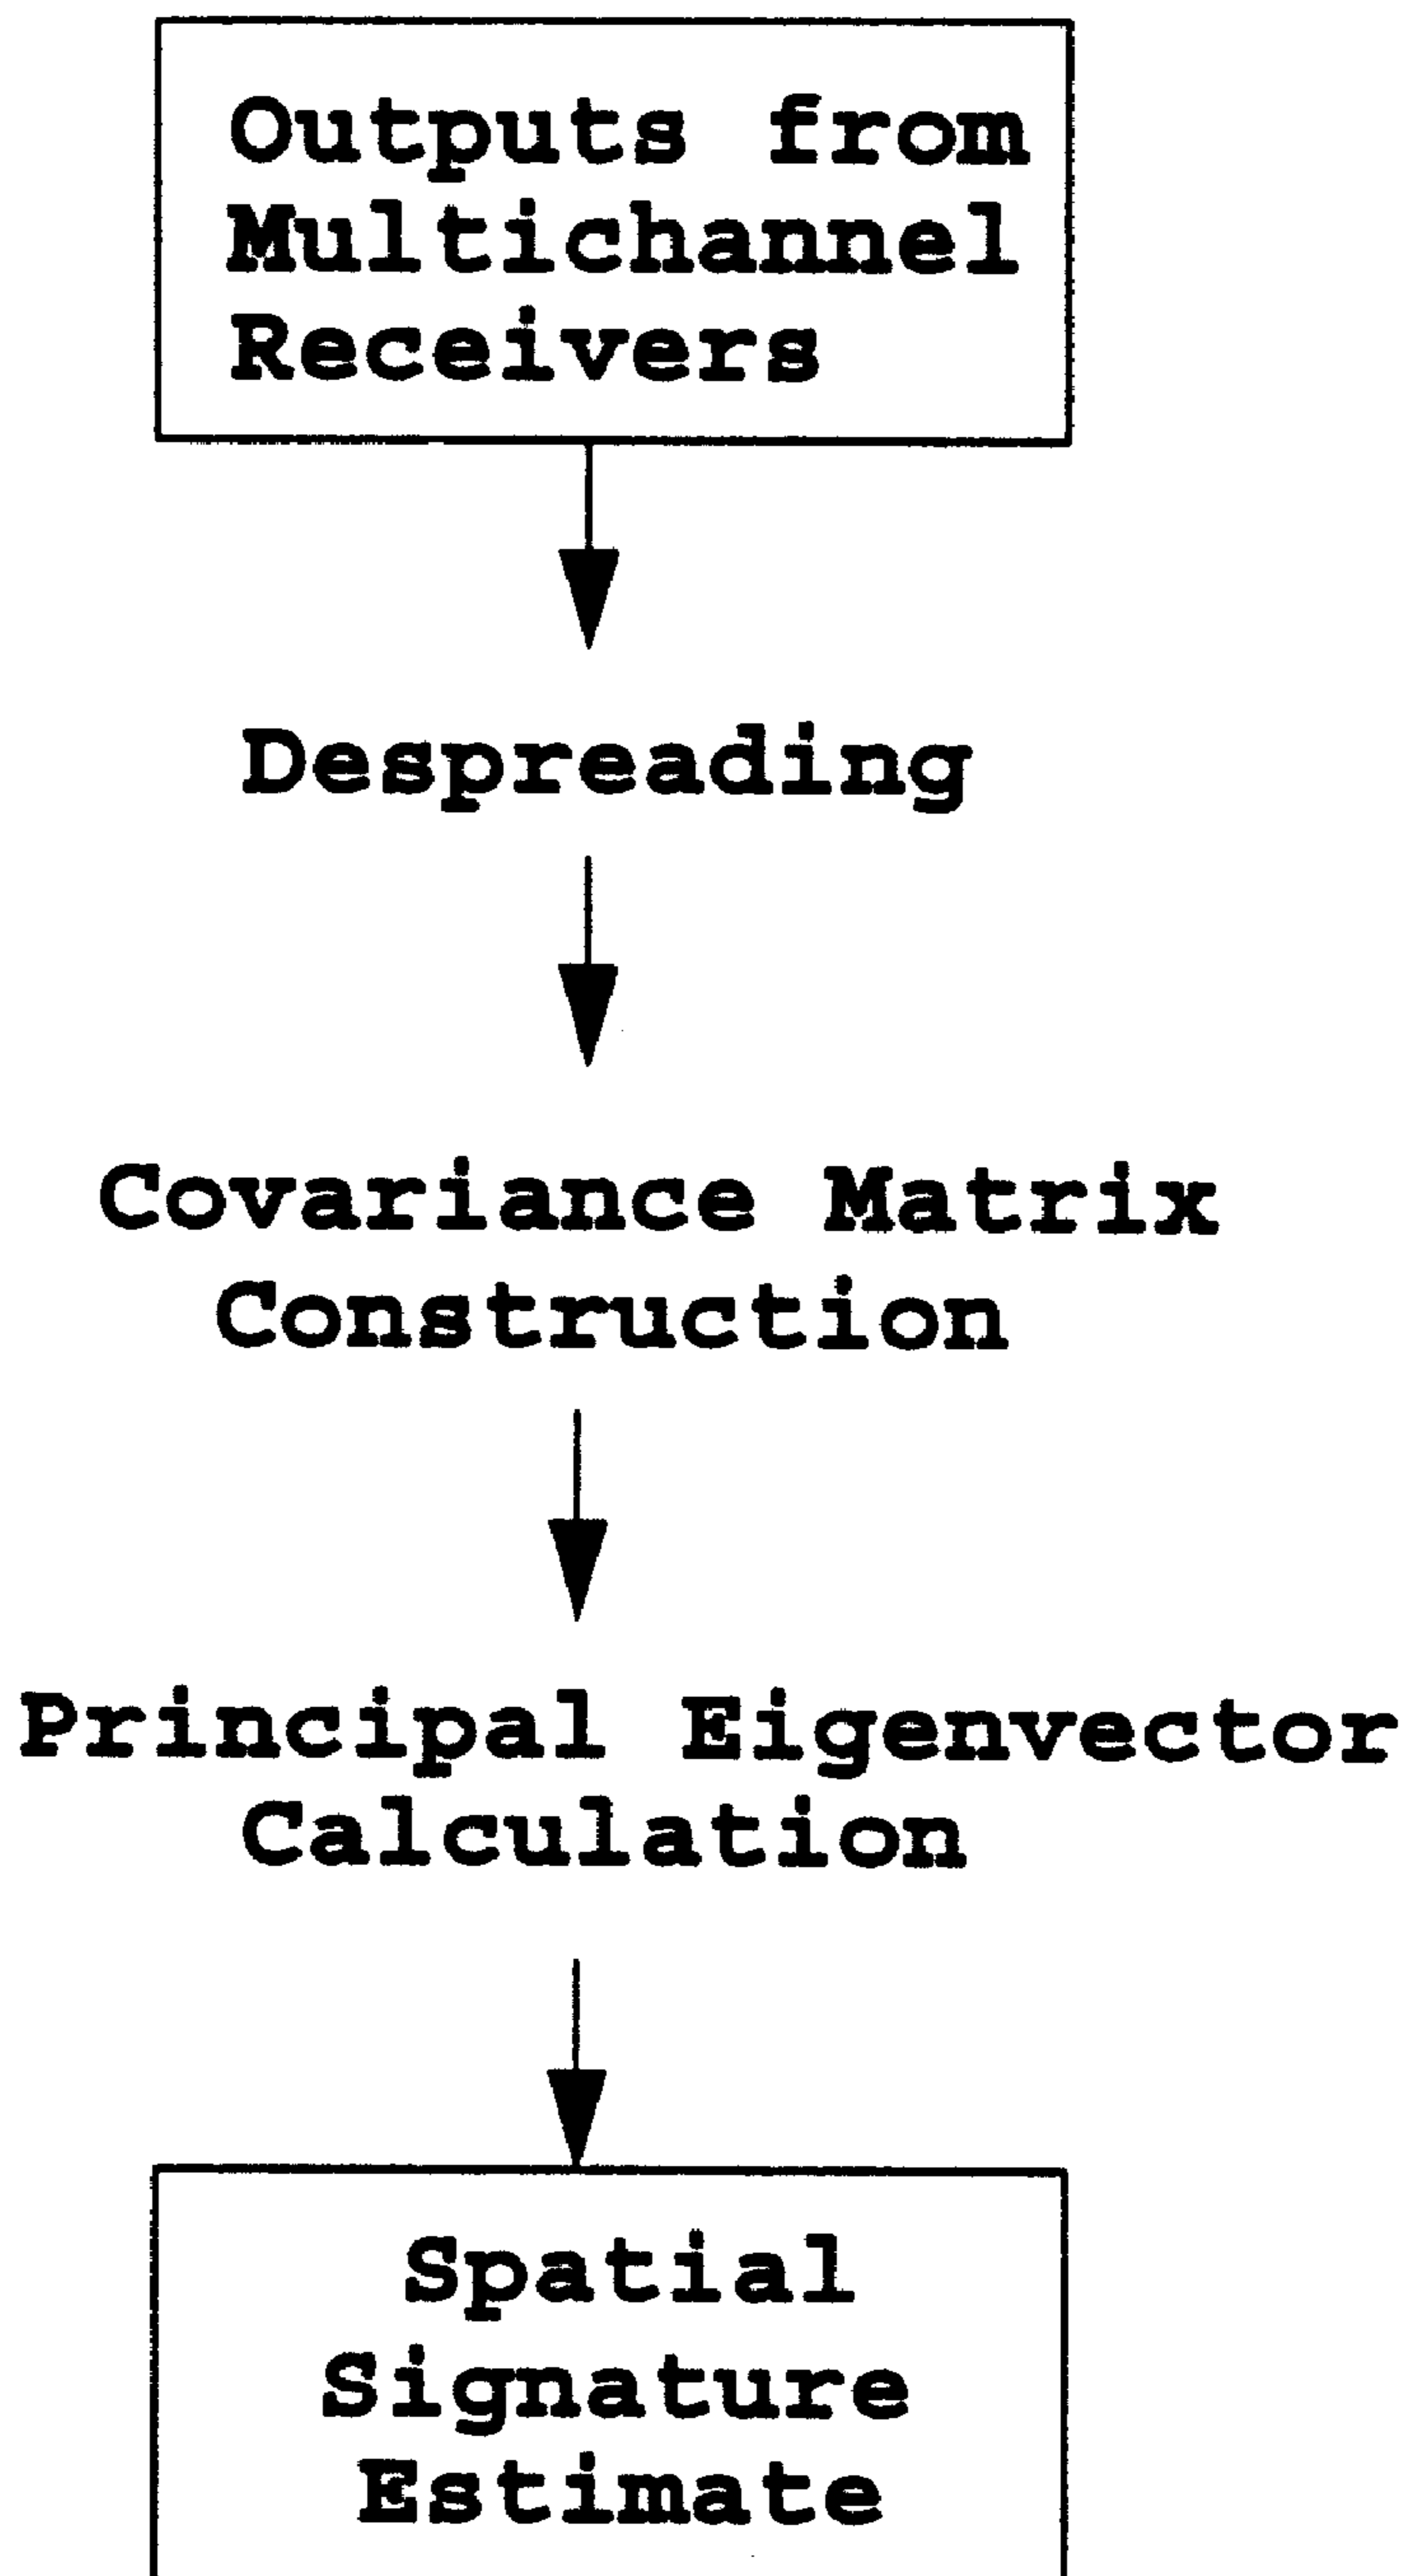 Outputs from
Multichannel
Receivers
Despreading
Covariance Matrix
Construction
Principal Eigenvector
Calculation
Spatial
Signature
Estimate